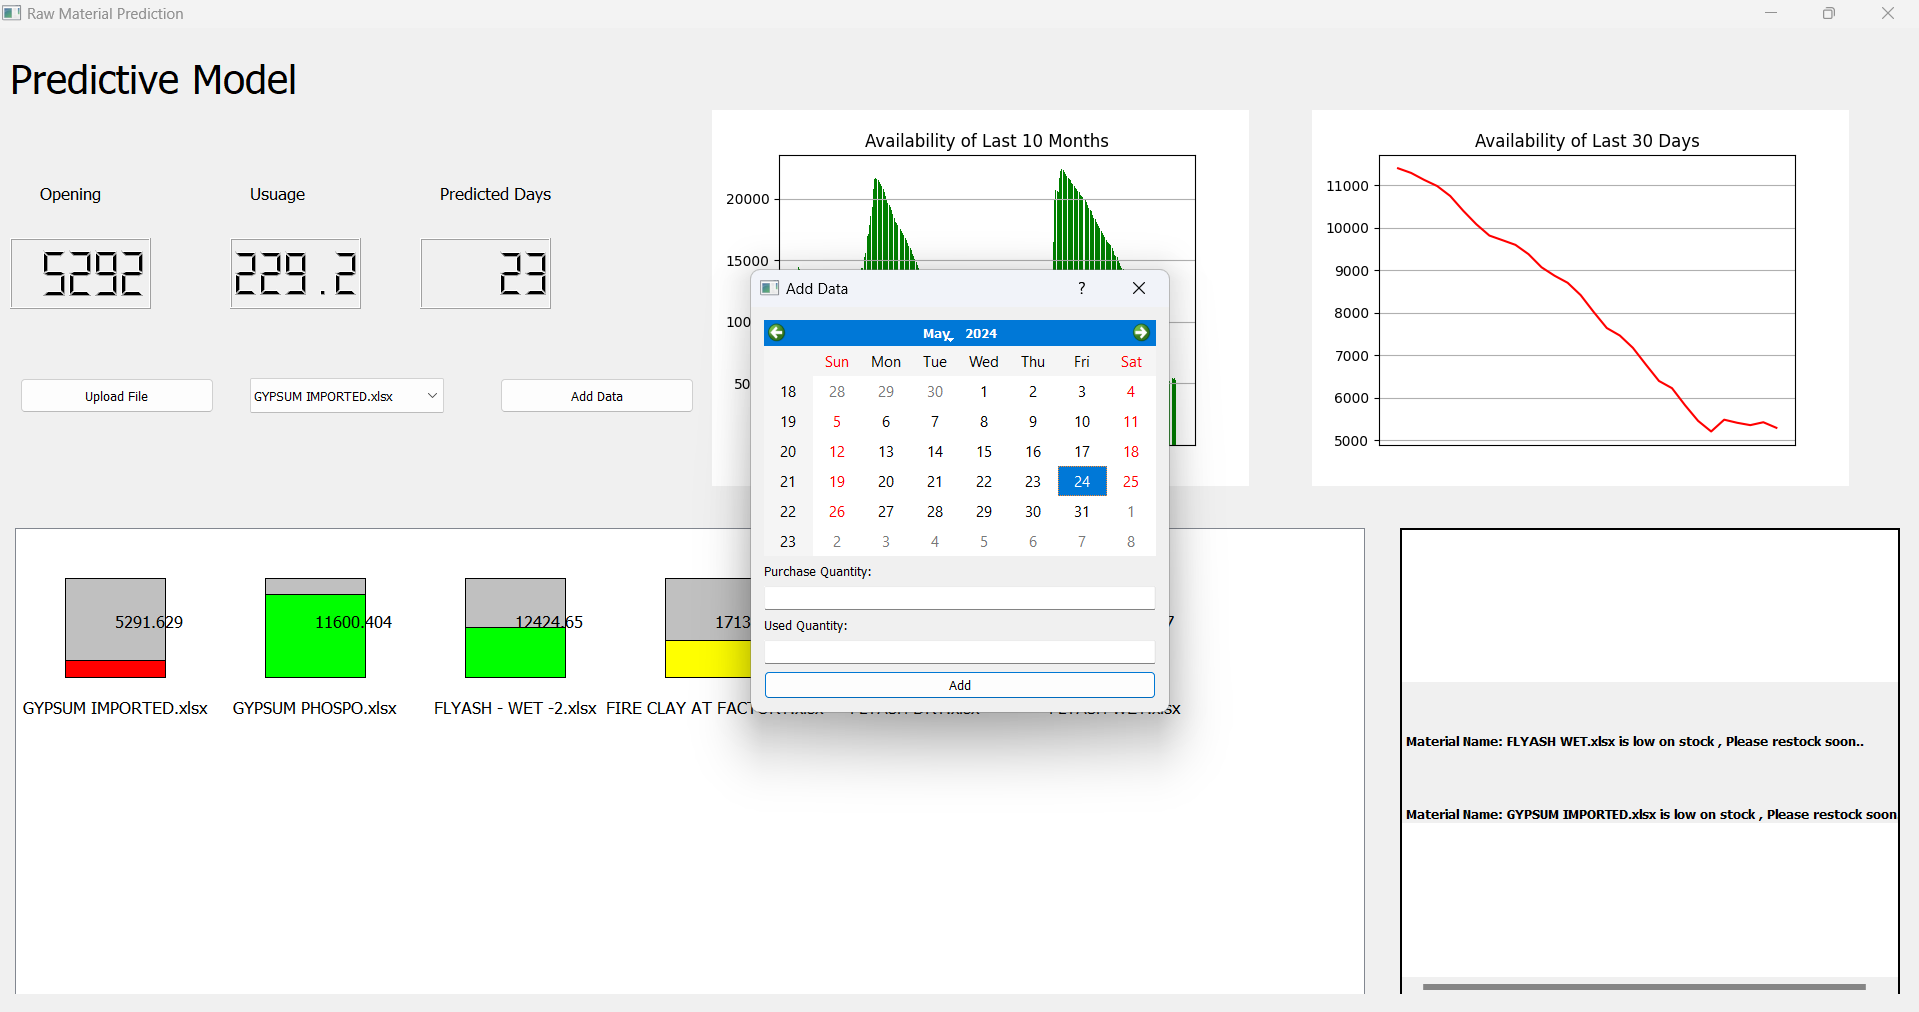 Raw Material Prediction
Predictive Model
Opening
Usuage
Predicted Days
5292
229.2
23
Upload File
GYPSUM IMPORTED.xlsx
Add Data
Availability of Last 10 Months
20000
15000
100
50
Availability of Last 30 Days
11000
10000
9000
8000
7000
6000
5000
Add Data
?
May 2024
Sun Mon Tue Wed Thu Fri Sat
18 28 29 30 1 2 3 4
19 5 6 7 8 9 10 11
20 12 13 14 15 16 17 18
21 19 20 21 22 23 24 25
22 26 27 28 29 30 31 1
23 2 3 4 5 6 7 8
Purchase Quantity:
Used Quantity:
Add
5291.629
11600.404
12424.65
1713
7
GYPSUM IMPORTED.xlsx
GYPSUM PHOSPO.xlsx
FLYASH - WET -2.xlsx
FIRE CLAY AT FACTORY.xlsx
Material Name: FLYASH WET.xlsx is low on stock , Please restock soon..
Material Name: GYPSUM IMPORTED.xlsx is low on stock , Please restock soon